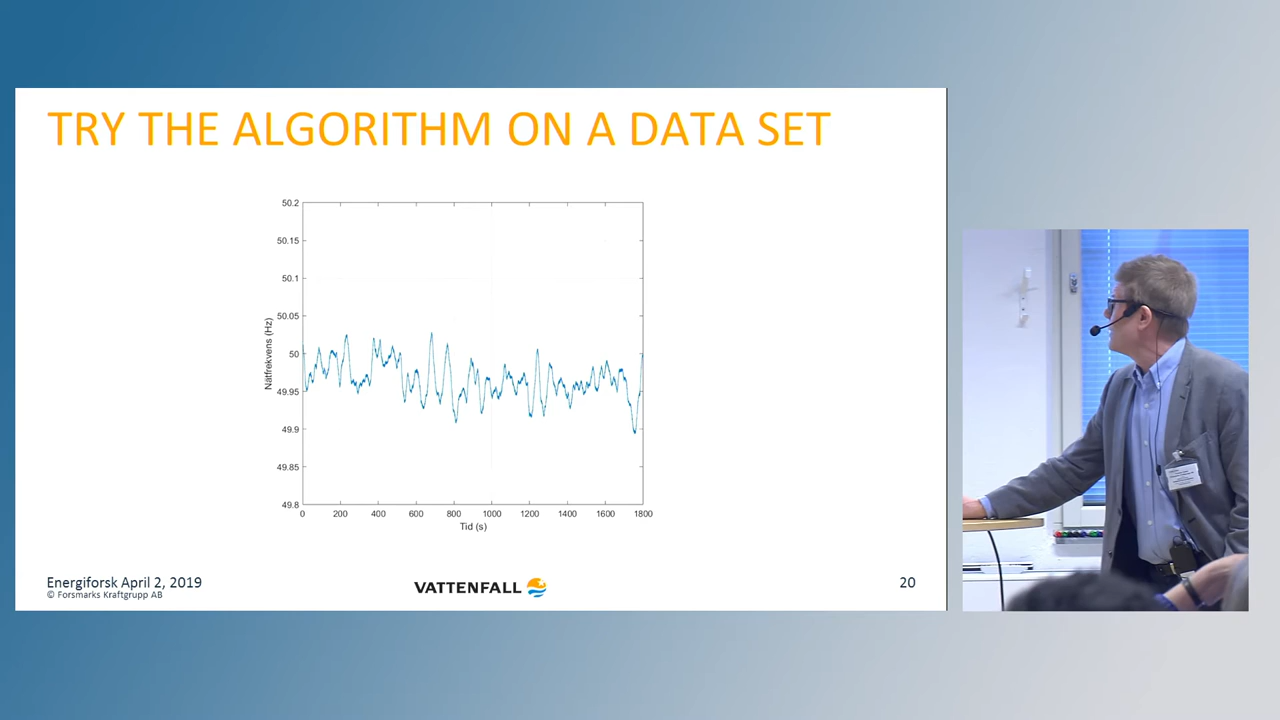 TRY THE ALGORITHM ON A DATA SET
50.2
50.15
50.1
50.05
50
49.95
49.9
49.85
49.8
Nätfrekvens (Hz)
0 200 400 600 800 1000 1200 1400 1600 1800
Tid (s)
Energiforsk April 2, 2019
© Forsmarks Kraftgrupp AB
VATTENFALL
20